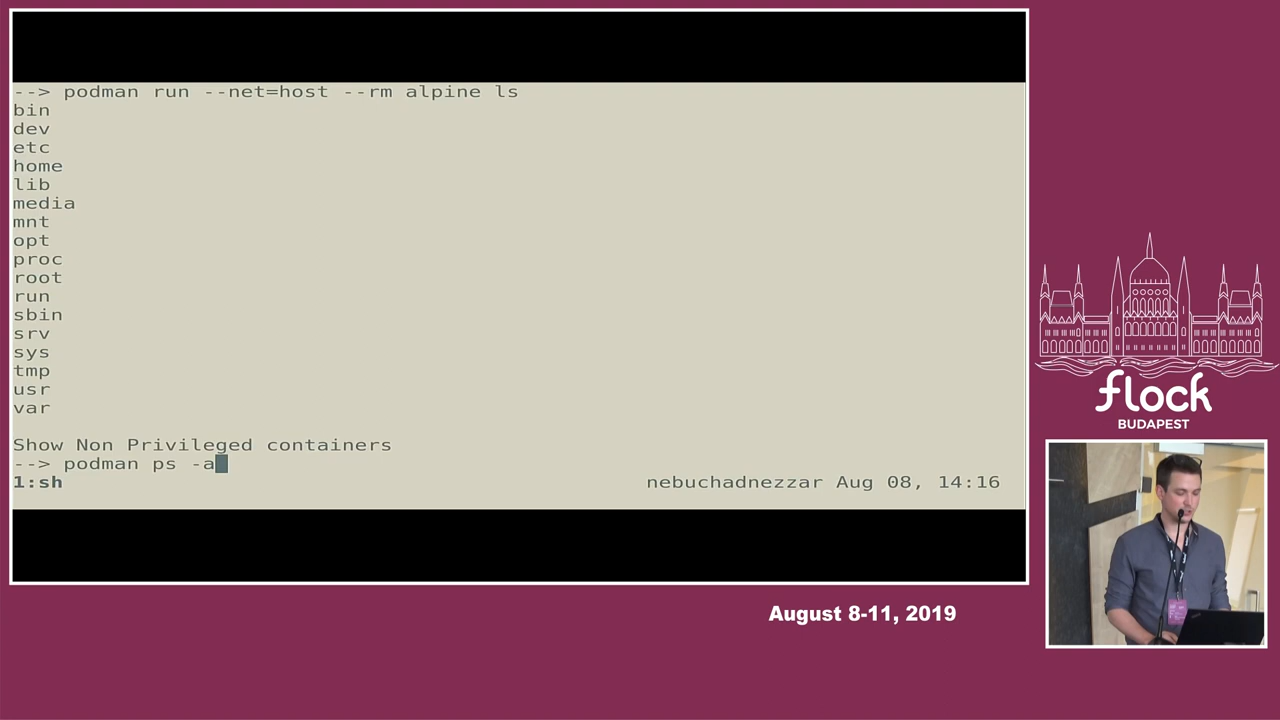 --> podman run --net=host --rm alpine ls
bin
dev
etc
home
lib
media
mnt
opt
proc
root
run
sbin
srv
sys
tmp
usr
var
Show Non Privileged containers
--> podman ps -a
1:sh nebuchadnezzar Aug 08, 14:16
flock
BUDAPEST
August 8-11, 2019